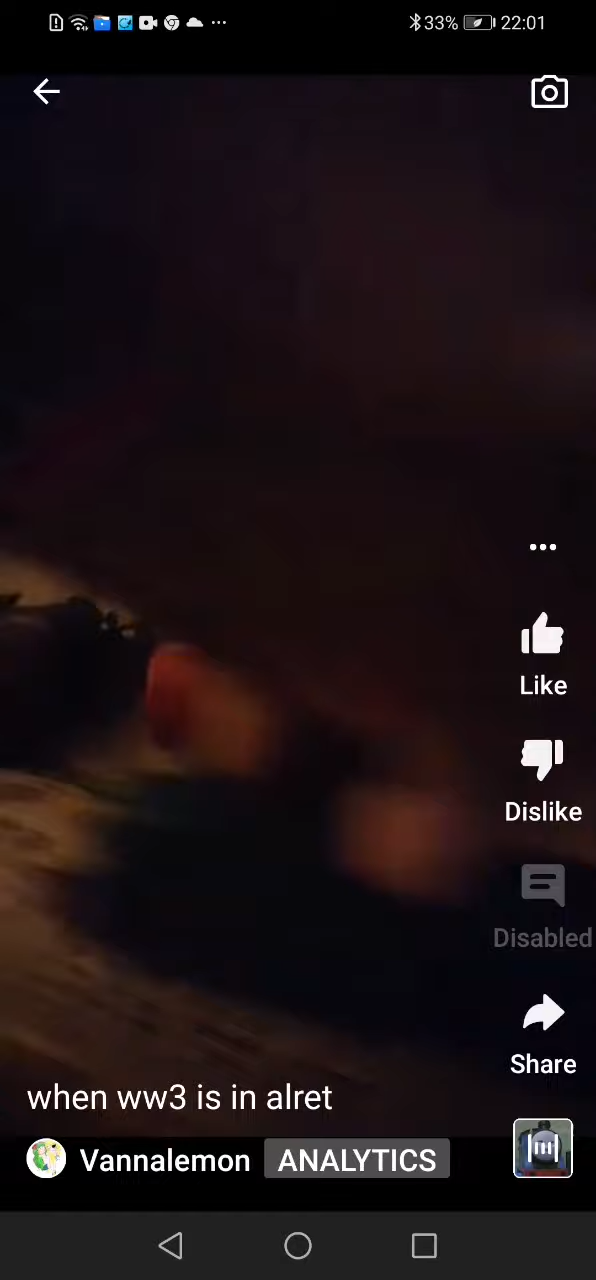 33% 22:01
Like
Dislike
Disabled
Share
when ww3 is in alret
Vannalemon ANALYTICS